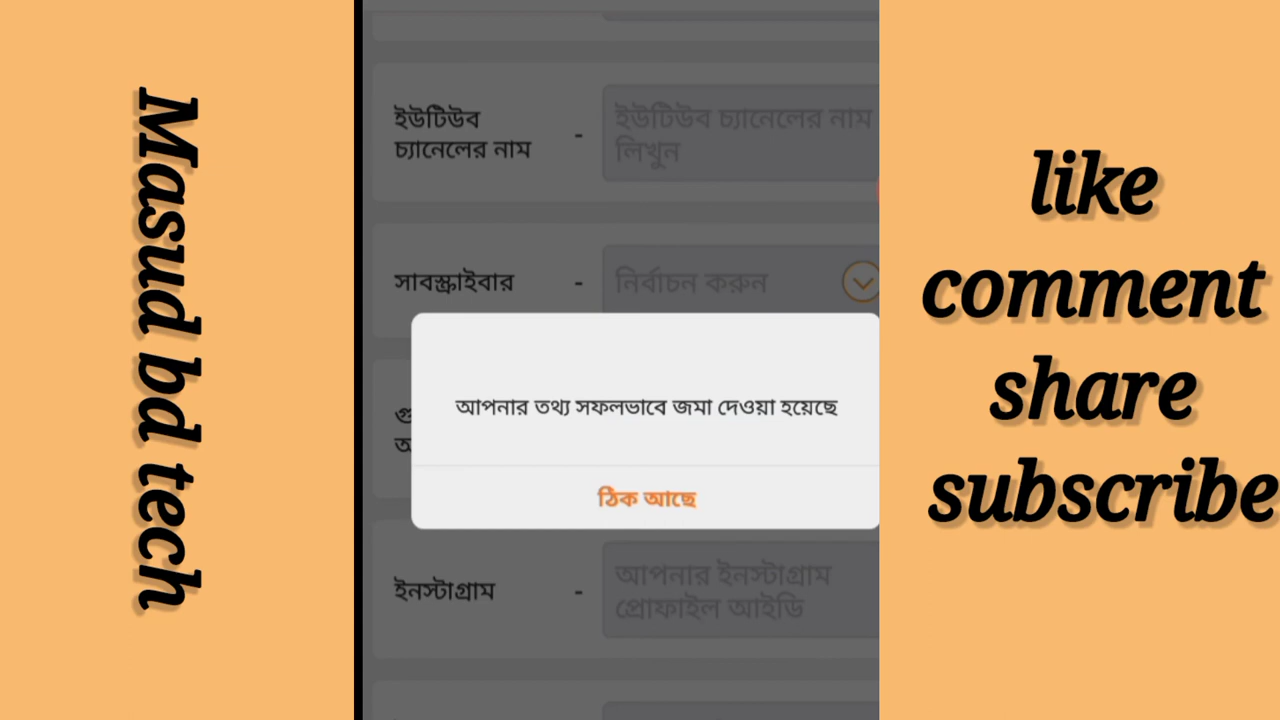 Masud bd tech
ইউটিউব
চ্যানেলের নাম
-
ইউটিউব চ্যানেলের নাম
লিখুন
সাবস্ক্রাইবার
-
নির্বাচন করুন
আপনার তথ্য সফলভাবে জমা দেওয়া হয়েছে
ঠিক আছে
ইনস্টাগ্রাম
-
আপনার ইনস্টাগ্রাম
প্রোফাইল আইডি
like
comment
share
subscribe